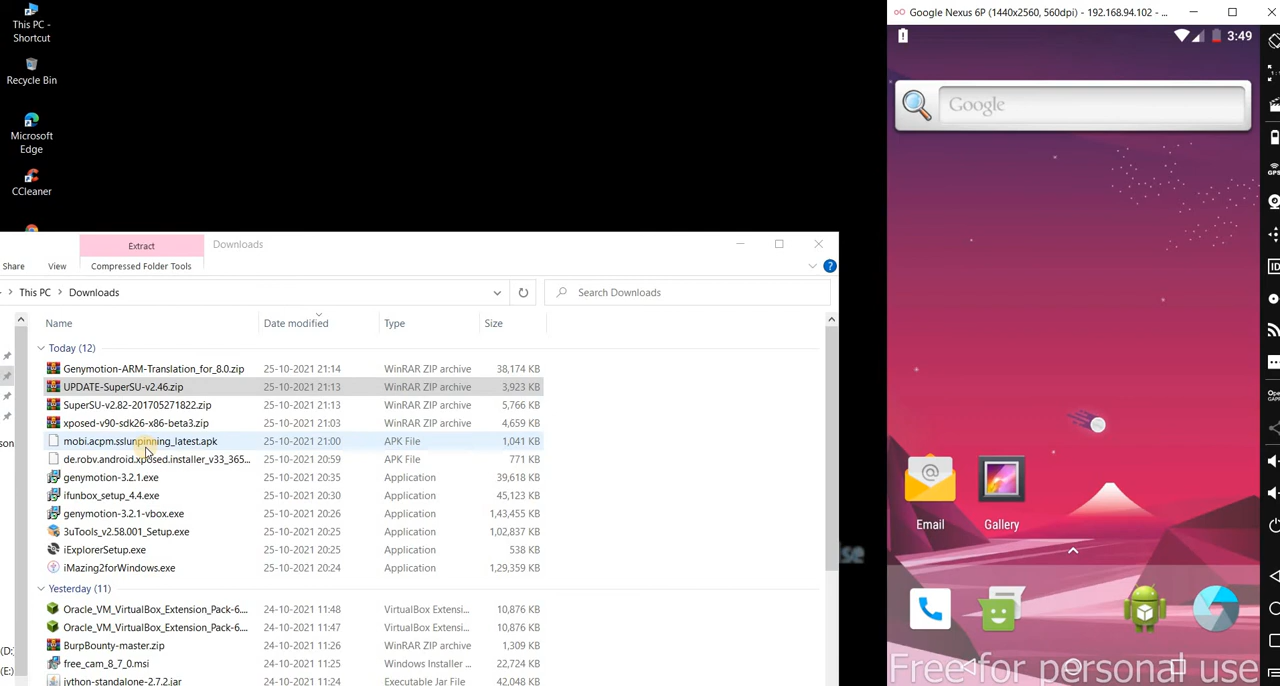 This PC -
Shortcut
Recycle Bin
Microsoft
Edge
CCleaner
Google Nexus 6P (1440x2560, 560dpi) - 192.168.94.102 - ...
3:49
Google
Email
Gallery
Free for personal use
Extract
Downloads
Share
View
Compressed Folder Tools
This PC
Downloads
Search Downloads
Name
Date modified
Type
Size
Today (12)
Genymotion-ARM-Translation_for_8.0.zip 25-10-2021 21:14 WinRAR ZIP archive 38,174 KB
UPDATE-SuperSU-v2.46.zip 25-10-2021 21:13 WinRAR ZIP archive 3,923 KB
SuperSU-v2.82-201705271822.zip 25-10-2021 21:13 WinRAR ZIP archive 5,766 KB
xposed-v90-sdk26-x86-beta3.zip 25-10-2021 21:03 WinRAR ZIP archive 4,659 KB
mobi.acpm.sslunpinning_latest.apk 25-10-2021 21:00 APK File 1,041 KB
de.robv.android.xposed.installer_v33_365... 25-10-2021 20:59 APK File 771 KB
genymotion-3.2.1.exe 25-10-2021 20:35 Application 39,618 KB
ifunbox_setup_4.4.exe 25-10-2021 20:30 Application 45,123 KB
genymotion-3.2.1-vbox.exe 25-10-2021 20:26 Application 1,43,455 KB
3uTools_v2.58.001_Setup.exe 25-10-2021 20:25 Application 1,02,837 KB
iExplorerSetup.exe 25-10-2021 20:25 Application 538 KB
iMazing2forWindows.exe 25-10-2021 20:24 Application 1,29,359 KB
Yesterday (11)
Oracle_VM_VirtualBox_Extension_Pack-6.... 24-10-2021 11:48 VirtualBox Extensi... 10,876 KB
Oracle_VM_VirtualBox_Extension_Pack-6.... 24-10-2021 11:47 VirtualBox Extensi... 10,876 KB
BurpBounty-master.zip 24-10-2021 11:26 WinRAR ZIP archive 1,309 KB
free_cam_8_7_0.msi 24-10-2021 11:25 Windows Installer ... 22,724 KB
jython-standalone-2.7.2.jar 24-10-2021 11:24 Executable Jar File 42,048 KB
(D:
(E:)
son
ID
GPS
1:1